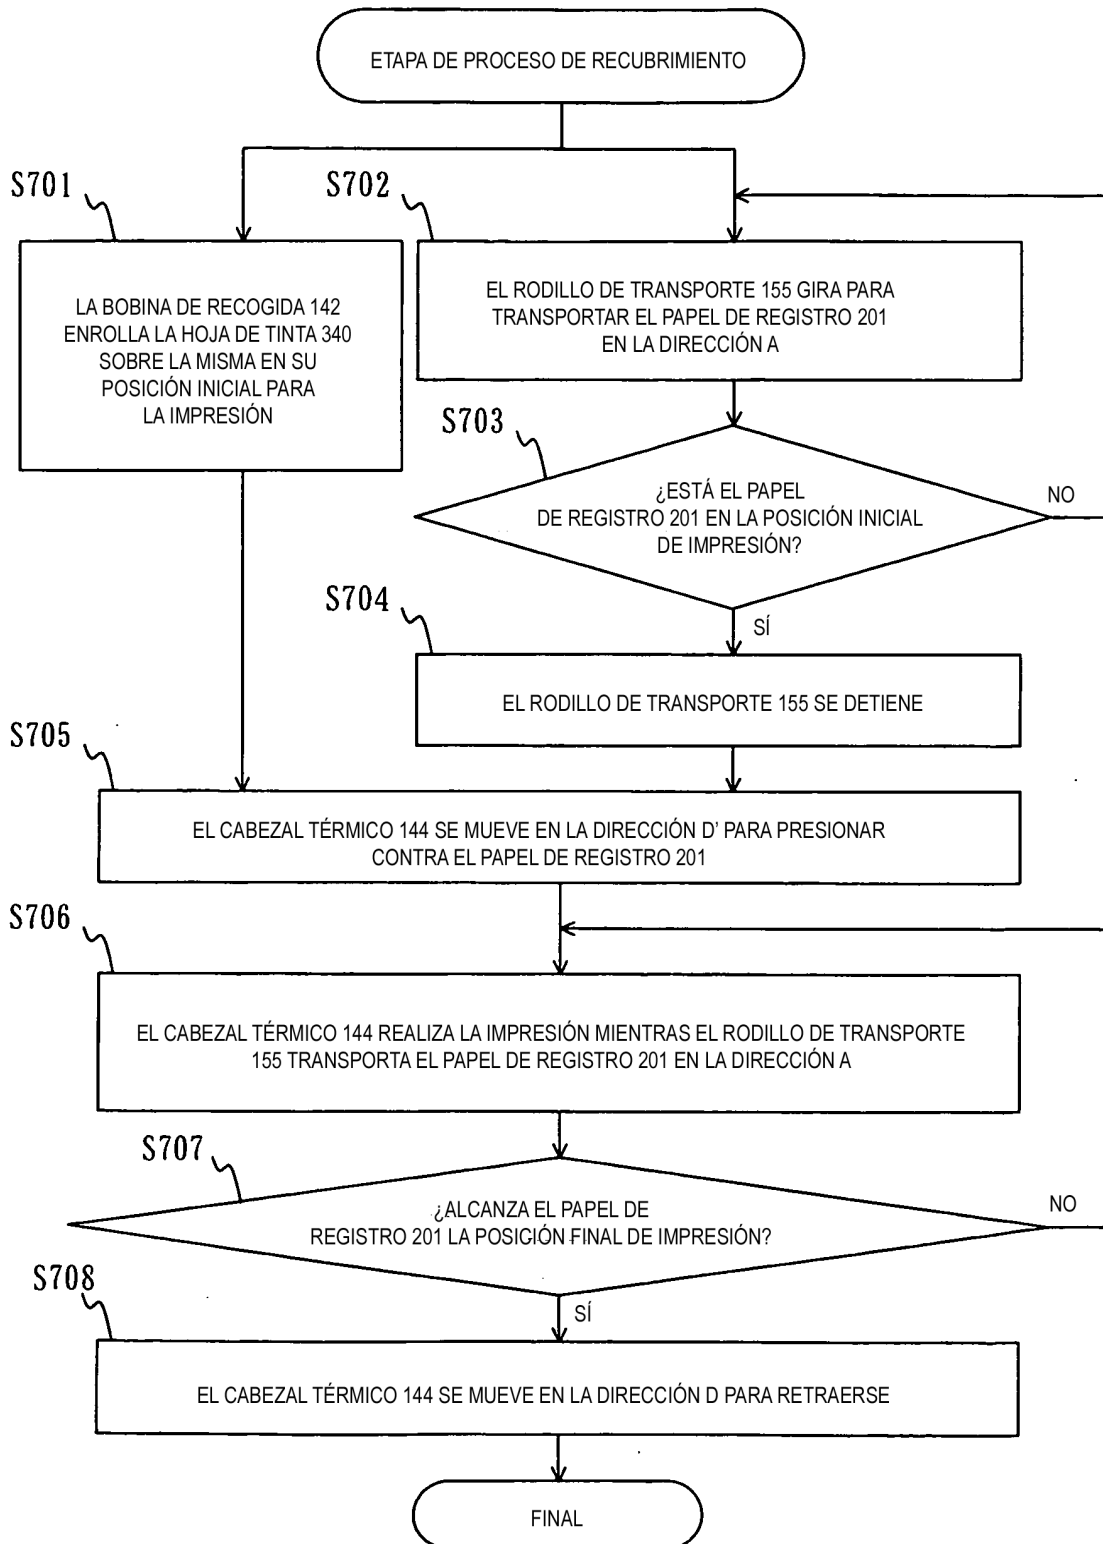 ETAPA DE PROCESO DE RECUBRIMIENTO
S701
S702
LA BOBINA DE RECOGIDA 142
ENROLLA LA HOJA DE TINTA 340
SOBRE LA MISMA EN SU
POSICIÓN INICIAL PARA
LA IMPRESIÓN
EL RODILLO DE TRANSPORTE 155 GIRA PARA
TRANSPORTAR EL PAPEL DE REGISTRO 201
EN LA DIRECCIÓN A
S703
¿ESTÁ EL PAPEL
DE REGISTRO 201 EN LA POSICIÓN INICIAL
DE IMPRESIÓN?
NO
S704
SÍ
EL RODILLO DE TRANSPORTE 155 SE DETIENE
S705
EL CABEZAL TÉRMICO 144 SE MUEVE EN LA DIRECCIÓN D' PARA PRESIONAR
CONTRA EL PAPEL DE REGISTRO 201
S706
EL CABEZAL TÉRMICO 144 REALIZA LA IMPRESIÓN MIENTRAS EL RODILLO DE TRANSPORTE
155 TRANSPORTA EL PAPEL DE REGISTRO 201 EN LA DIRECCIÓN A
S707
¿ALCANZA EL PAPEL DE
REGISTRO 201 LA POSICIÓN FINAL DE IMPRESIÓN?
NO
S708
SÍ
EL CABEZAL TÉRMICO 144 SE MUEVE EN LA DIRECCIÓN D PARA RETRAERSE
FINAL